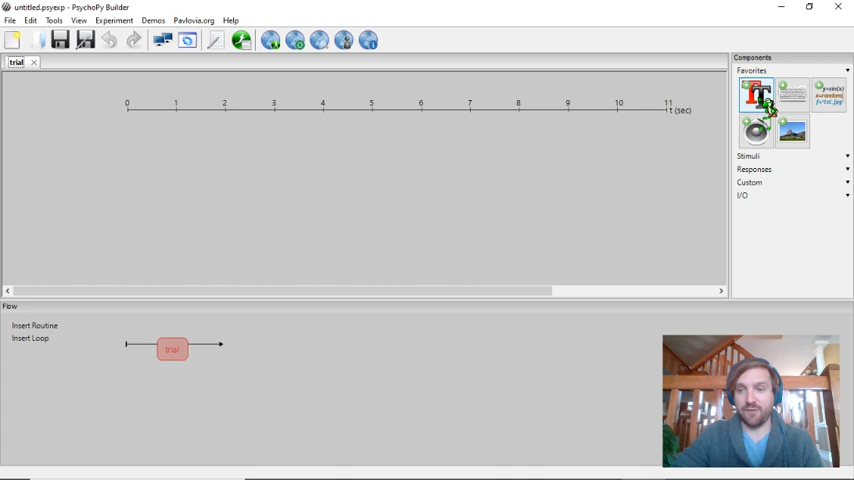 untitled.psyexp - PsychoPy Builder
File Edit Tools View Experiment Demos Pavlovia.org Help
trial
Components
Favorites
Stimuli
Responses
Custom
I/O
0 1 2 3 4 5 6 7 8 9 10 11
t (sec)
Flow
Insert Routine
Insert Loop
trial